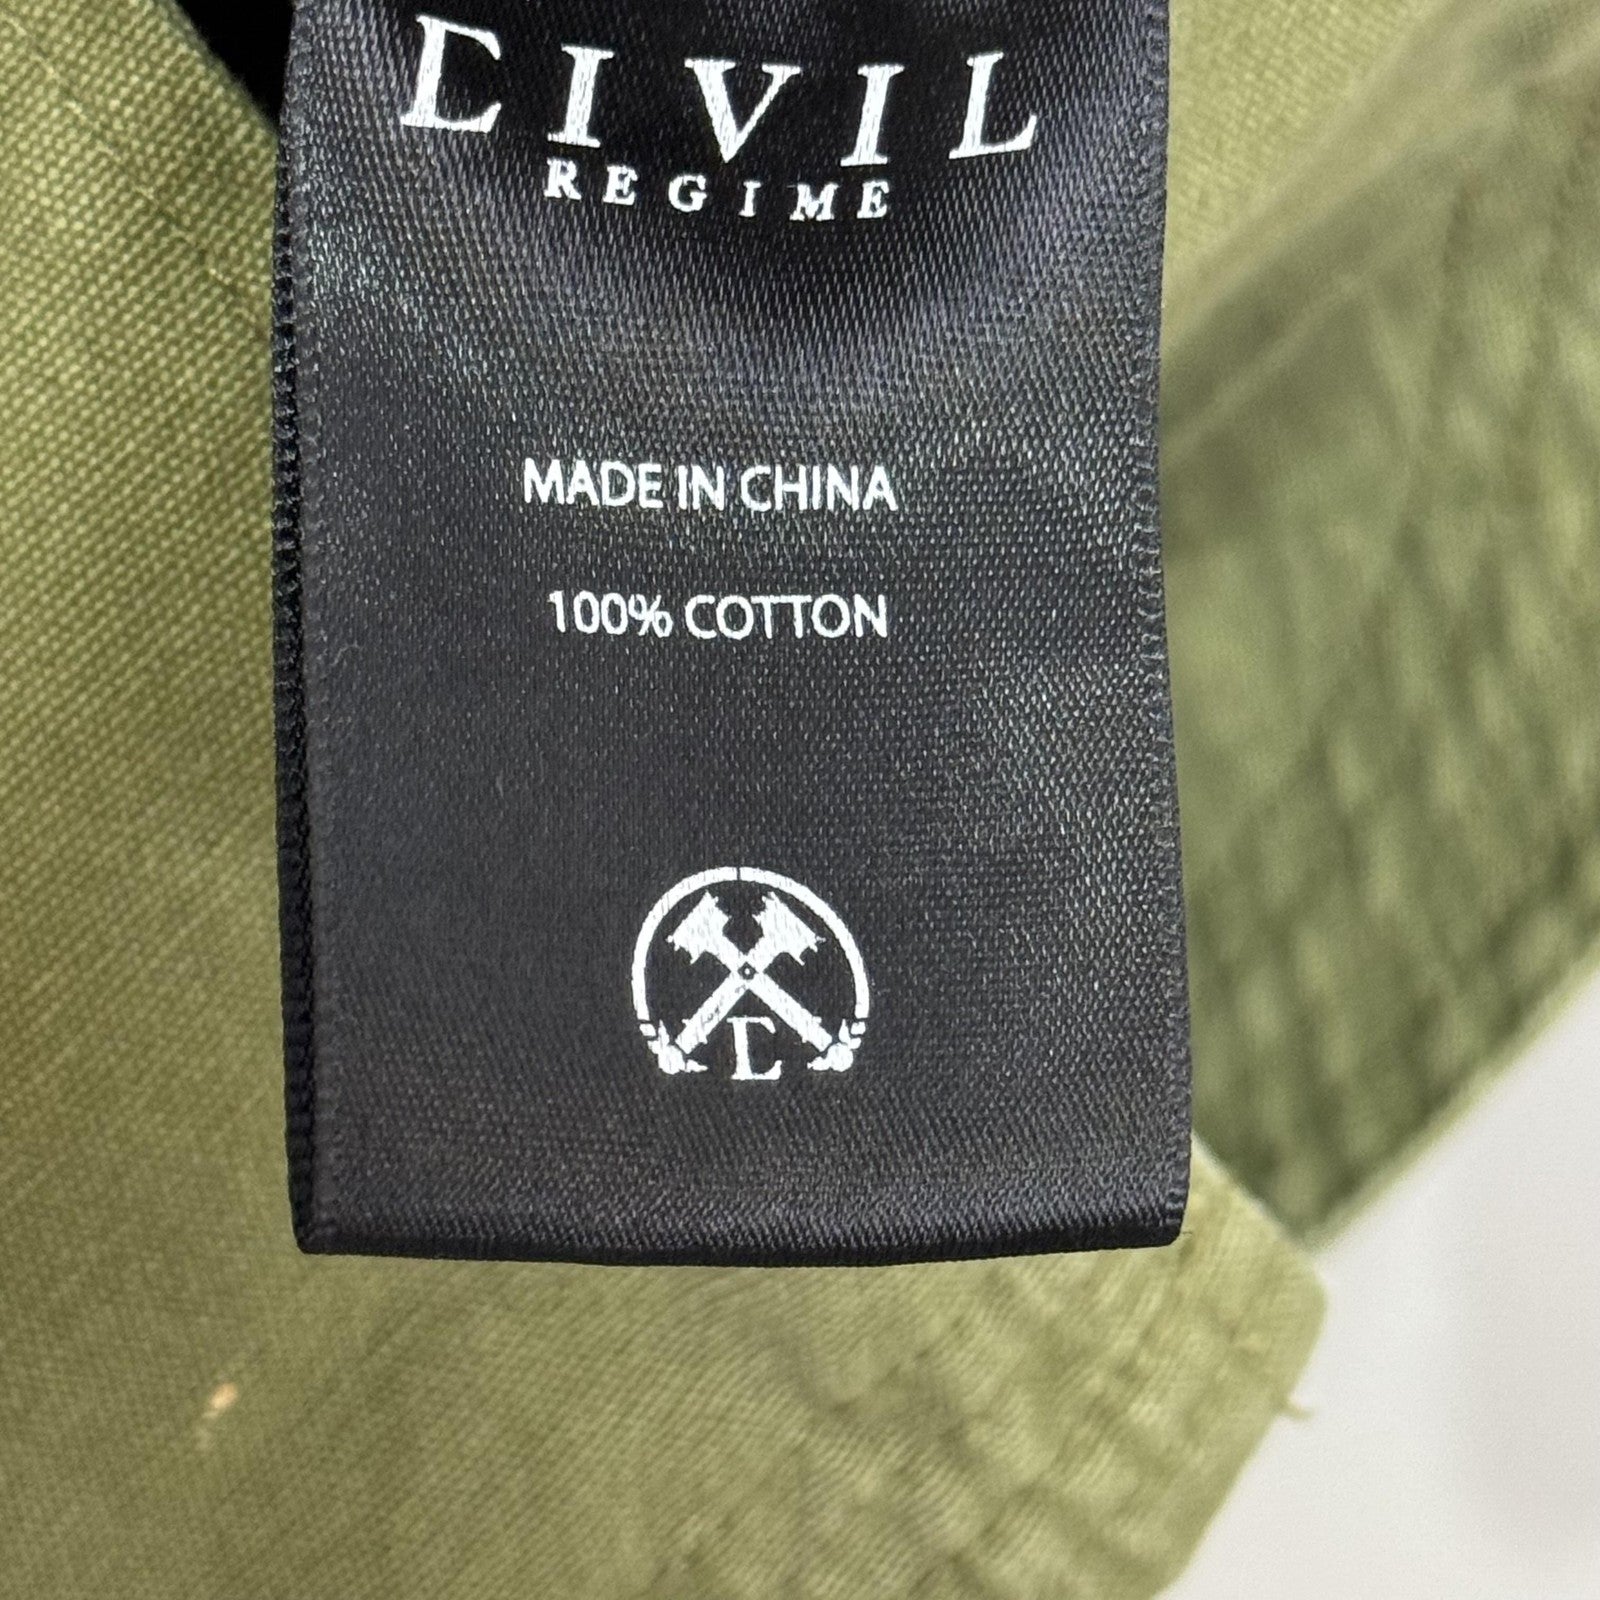 CIVIL
REGIME
MADE IN CHINA
100% COTTON
C